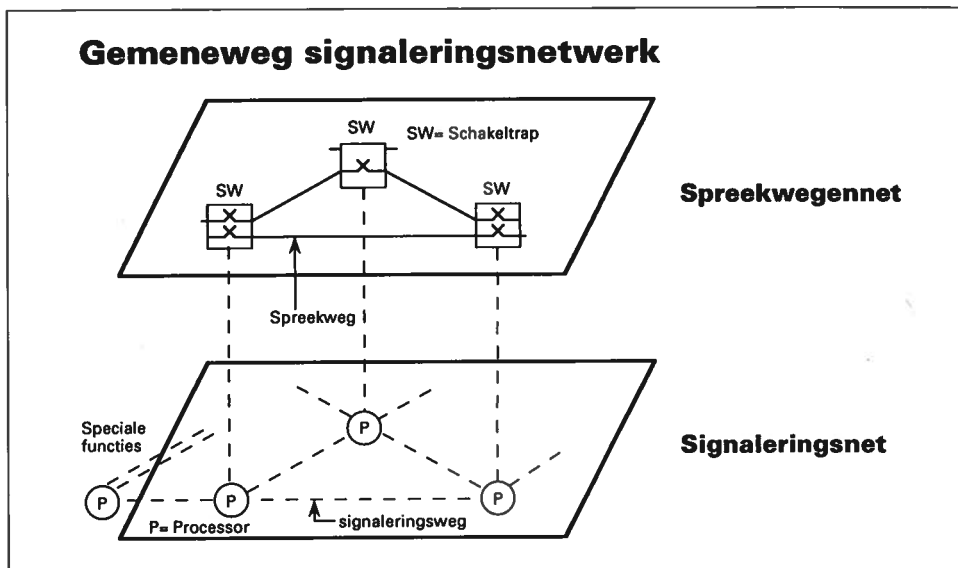 Gemeneweg signaleringsnetwerk
SW
SW= Schakeltrap
SW
SW
Spreekwegennet
Spreekweg
Speciale
functies
P
P
P
P
Signaleringsnet
P= Processor
signaleringsweg